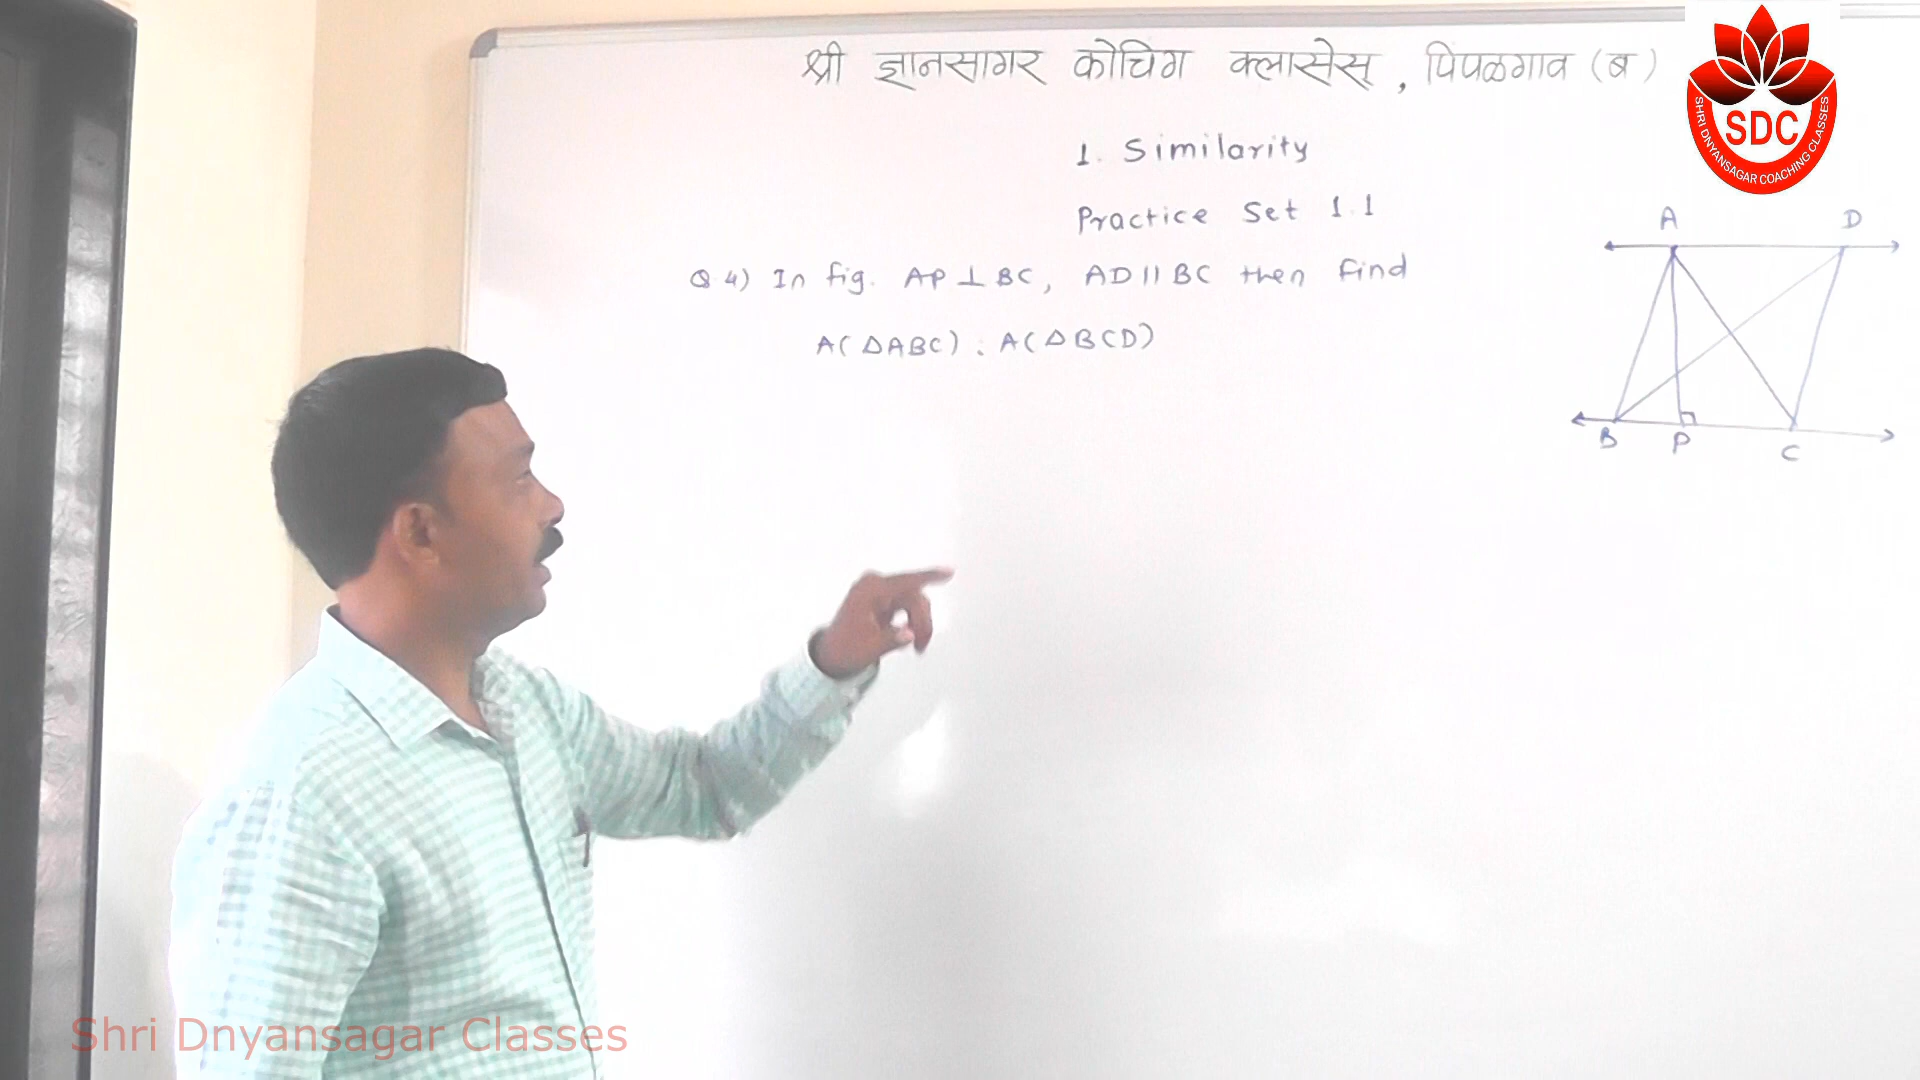 श्री ज्ञानसागर कोचिंग क्लासेस, पिंपळगाव (ब)
SHRI DNYANSAGAR COACHING CLASSES
SDC
1. Similarity
Practice Set 1.1
Q.4) In fig. AP ⊥ BC, AD || BC then find
A(△ABC) : A(△BCD)
A D
B P C
Shri Dnyansagar Classes